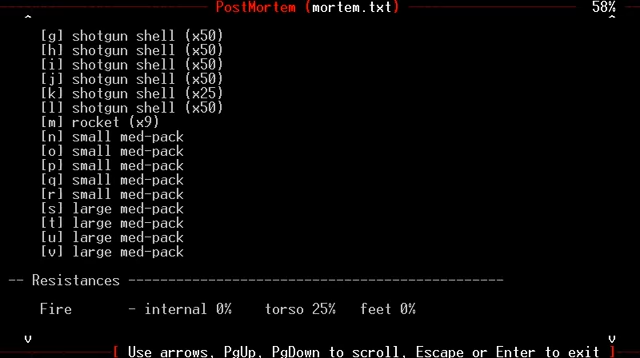 PostMortem (mortem.txt) 58%
^ ^
[g] shotgun shell (x50)
[h] shotgun shell (x50)
[i] shotgun shell (x50)
[j] shotgun shell (x50)
[k] shotgun shell (x25)
[l] shotgun shell (x50)
[m] rocket (x9)
[n] small med-pack
[o] small med-pack
[p] small med-pack
[q] small med-pack
[r] small med-pack
[s] large med-pack
[t] large med-pack
[u] large med-pack
[v] large med-pack
-- Resistances -----------------------------------------------
Fire - internal 0% torso 25% feet 0%
v v
[ Use arrows, PgUp, PgDown to scroll, Escape or Enter to exit ]